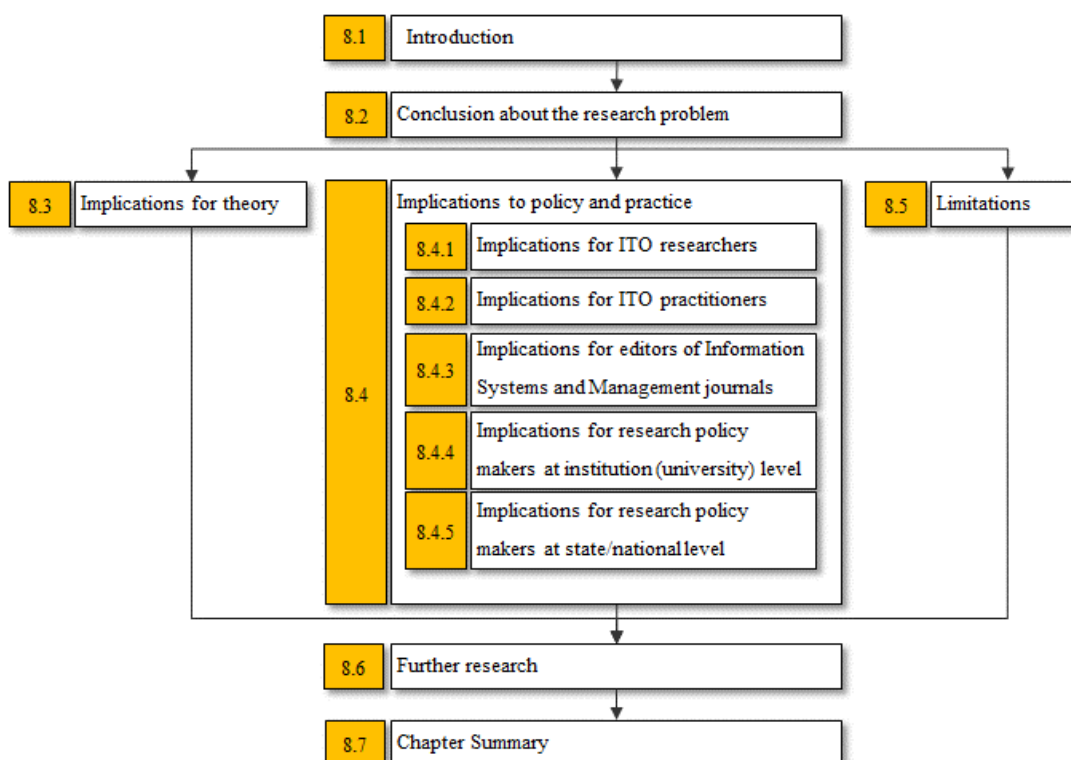 8.1 Introduction
8.2 Conclusion about the research problem
8.3 Implications for theory
8.4 Implications to policy and practice
8.4.1 Implications for ITO researchers
8.4.2 Implications for ITO practitioners
8.4.3 Implications for editors of Information
Systems and Management journals
8.4.4 Implications for research policy
makers at institution (university) level
8.4.5 Implications for research policy
makers at state/national level
8.5 Limitations
8.6 Further research
8.7 Chapter Summary